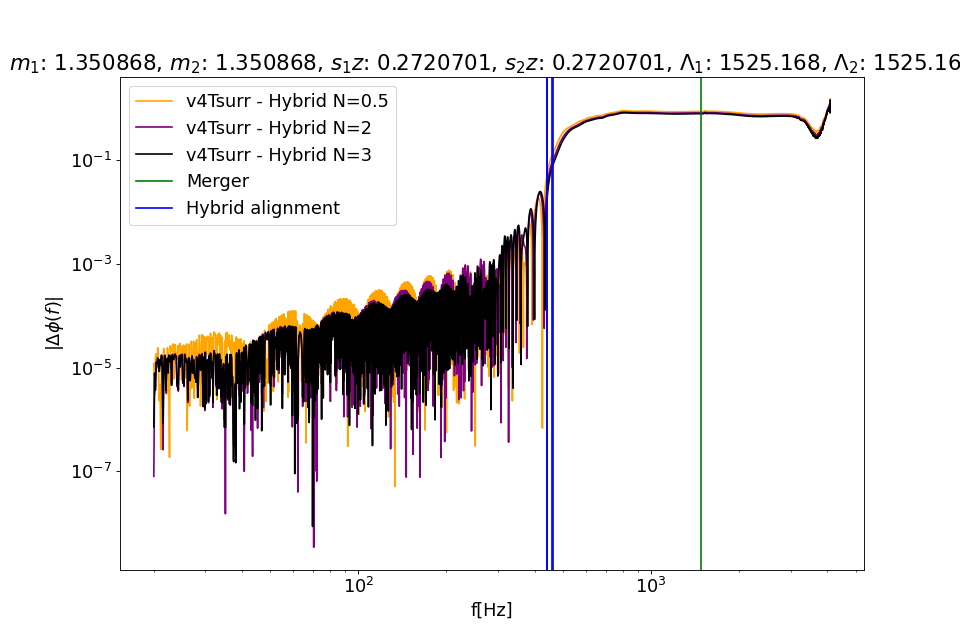 m₁: 1.350868, m₂: 1.350868, s₁z: 0.2720701, s₂z: 0.2720701, Λ₁: 1525.168, Λ₂: 1525.16
v4Tsurr - Hybrid N=0.5
v4Tsurr - Hybrid N=2
v4Tsurr - Hybrid N=3
Merger
Hybrid alignment
10⁻¹
10⁻³
10⁻⁵
10⁻⁷
|Δϕ(f)|
10² 10³
f[Hz]